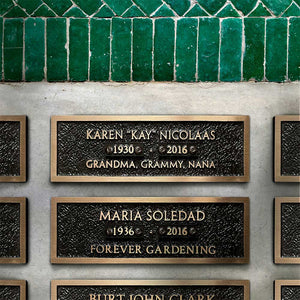 KAREN "KAY" NICOLAAS
1930 2016
GRANDMA, GRAMMY, NANA
MARIA SOLEDAD
1936 2016
FOREVER GARDENING
BURT JOHN CLARK